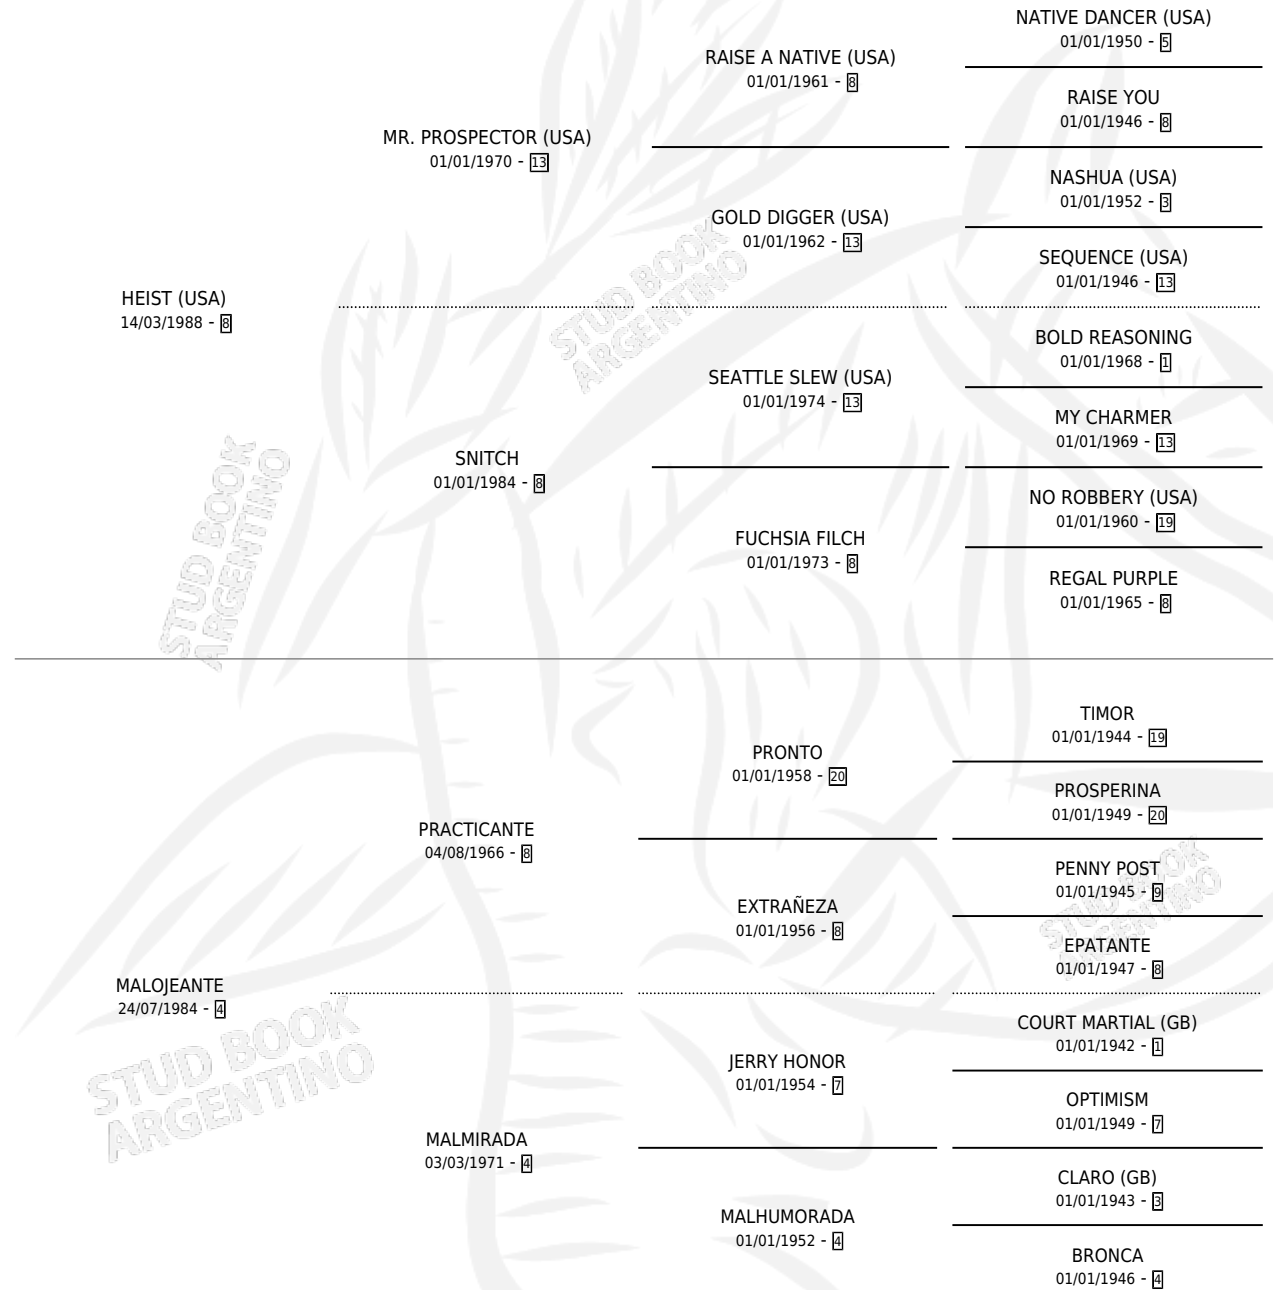 NATIVE DANCER (USA)
01/01/1950 - 5
RAISE A NATIVE (USA)
01/01/1961 - 8
RAISE YOU
01/01/1946 - 8
MR. PROSPECTOR (USA)
01/01/1970 - 13
NASHUA (USA)
01/01/1952 - 3
GOLD DIGGER (USA)
01/01/1962 - 13
SEQUENCE (USA)
01/01/1946 - 13
HEIST (USA)
14/03/1988 - 8
BOLD REASONING
01/01/1968 - 1
SEATTLE SLEW (USA)
01/01/1974 - 13
MY CHARMER
01/01/1969 - 13
SNITCH
01/01/1984 - 8
NO ROBBERY (USA)
01/01/1960 - 19
FUCHSIA FILCH
01/01/1973 - 8
REGAL PURPLE
01/01/1965 - 8
TIMOR
01/01/1944 - 19
PRONTO
01/01/1958 - 20
PROSPERINA
01/01/1949 - 20
PRACTICANTE
04/08/1966 - 8
PENNY POST
01/01/1945 - 9
EXTRAÑEZA
01/01/1956 - 8
EPATANTE
01/01/1947 - 8
MALOJEANTE
24/07/1984 - 4
COURT MARTIAL (GB)
01/01/1942 - 1
JERRY HONOR
01/01/1954 - 7
OPTIMISM
01/01/1949 - 7
MALMIRADA
03/03/1971 - 4
CLARO (GB)
01/01/1943 - 3
MALHUMORADA
01/01/1952 - 4
BRONCA
01/01/1946 - 4
STUD BOOK
ARGENTINO
STUD BOOK
ARGENTINO
STUD BOOK
ARGENTINO
STUD BOOK
ARGENTINO